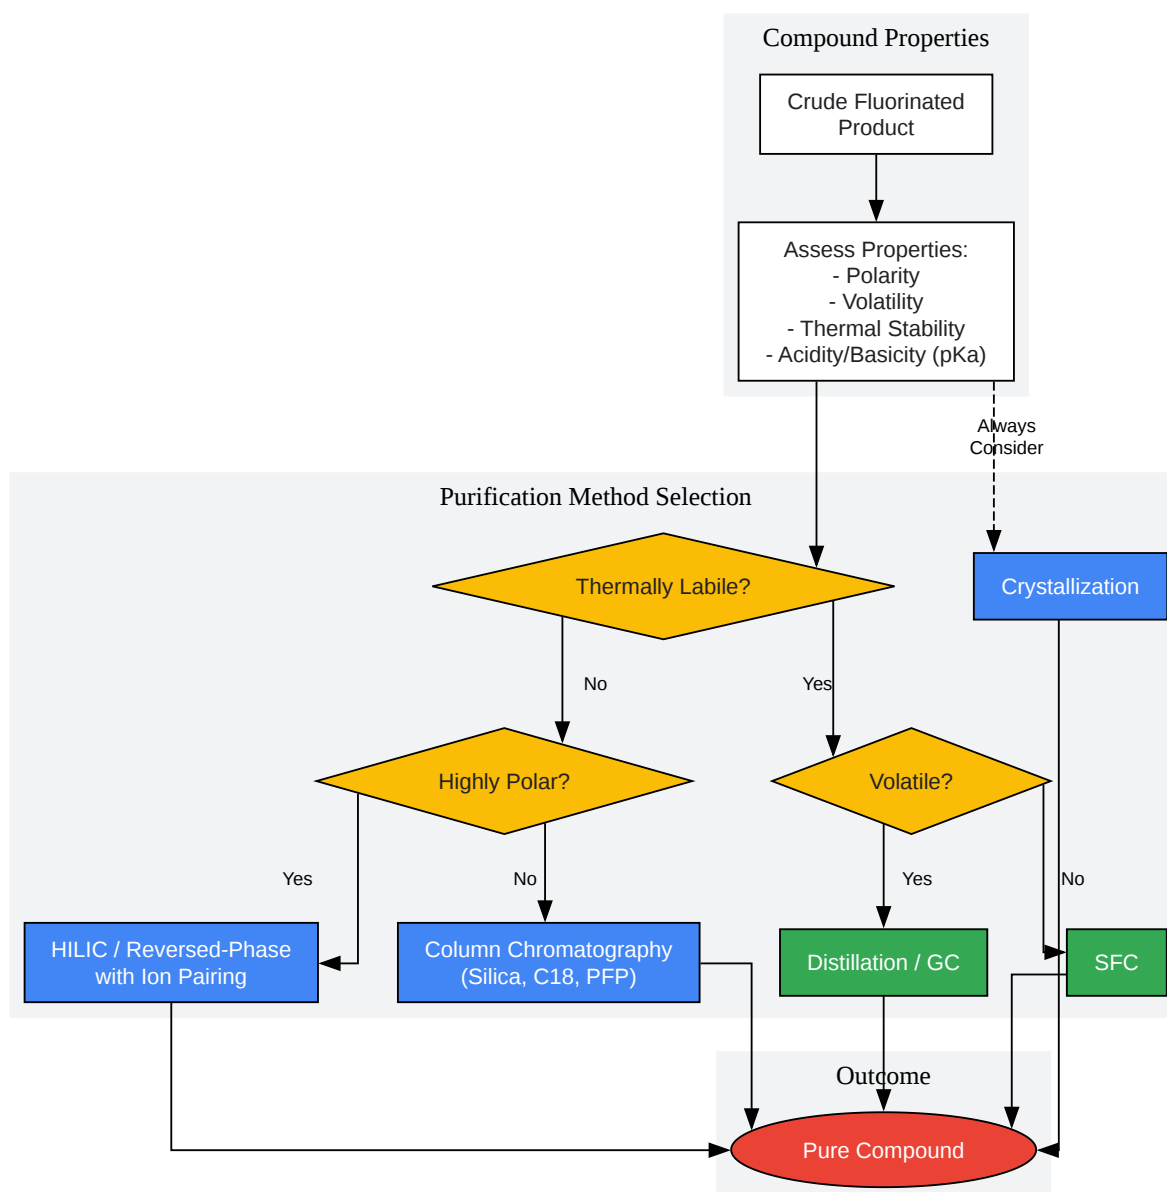 Compound Properties
Crude Fluorinated
Product
Assess Properties:
- Polarity
- Volatility
- Thermal Stability
- Acidity/Basicity (pKa)
Always
Consider
Purification Method Selection
Thermally Labile?
Crystallization
No
Yes
Highly Polar?
Volatile?
Yes
No
Yes
No
HILIC / Reversed-Phase
with Ion Pairing
Column Chromatography
(Silica, C18, PFP)
Distillation / GC
SFC
Outcome
Pure Compound